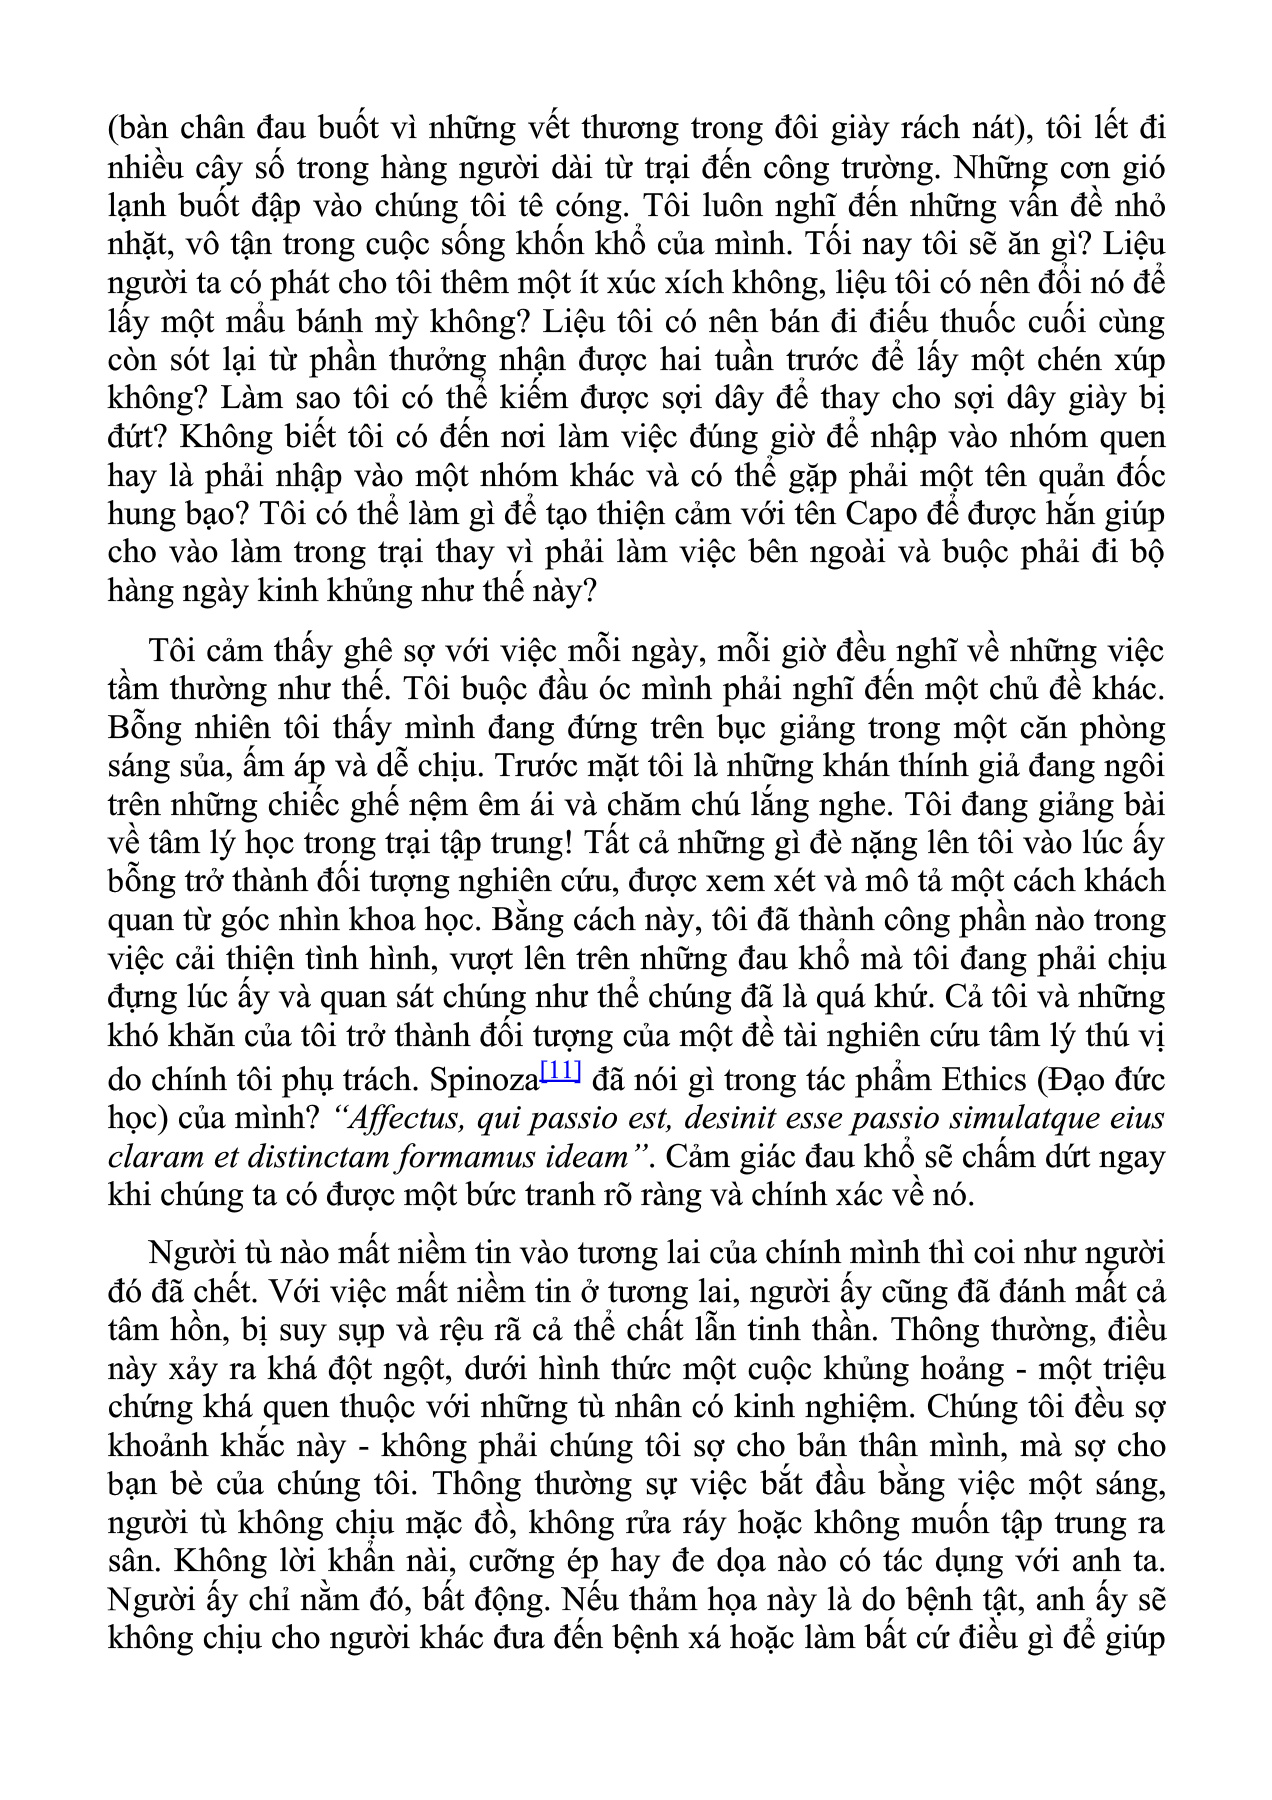 (bàn chân đau buốt vì những vết thương trong đôi giày rách nát), tôi lết đi
nhiều cây số trong hàng người dài từ trại đến công trường. Những cơn gió
lạnh buốt đập vào chúng tôi tê cóng. Tôi luôn nghĩ đến những vấn đề nhỏ
nhặt, vô tận trong cuộc sống khốn khổ của mình. Tối nay tôi sẽ ăn gì? Liệu
người ta có phát cho tôi thêm một ít xúc xích không, liệu tôi có nên đổi nó để
lấy một mẩu bánh mỳ không? Liệu tôi có nên bán đi điếu thuốc cuối cùng
còn sót lại từ phần thưởng nhận được hai tuần trước để lấy một chén xúp
không? Làm sao tôi có thể kiếm được sợi dây để thay cho sợi dây giày bị
đứt? Không biết tôi có đến nơi làm việc đúng giờ để nhập vào nhóm quen
hay là phải nhập vào một nhóm khác và có thể gặp phải một tên quản đốc
hung bạo? Tôi có thể làm gì để tạo thiện cảm với tên Capo để được hắn giúp
cho vào làm trong trại thay vì phải làm việc bên ngoài và buộc phải đi bộ
hàng ngày kinh khủng như thế này?
Tôi cảm thấy ghê sợ với việc mỗi ngày, mỗi giờ đều nghĩ về những việc
tầm thường như thế. Tôi buộc đầu óc mình phải nghĩ đến một chủ đề khác.
Bỗng nhiên tôi thấy mình đang đứng trên bục giảng trong một căn phòng
sáng sủa, ấm áp và dễ chịu. Trước mặt tôi là những khán thính giả đang ngôi
trên những chiếc ghế nệm êm ái và chăm chú lắng nghe. Tôi đang giảng bài
về tâm lý học trong trại tập trung! Tất cả những gì đè nặng lên tôi vào lúc ấy
bỗng trở thành đối tượng nghiên cứu, được xem xét và mô tả một cách khách
quan từ góc nhìn khoa học. Bằng cách này, tôi đã thành công phần nào trong
việc cải thiện tình hình, vượt lên trên những đau khổ mà tôi đang phải chịu
đựng lúc ấy và quan sát chúng như thể chúng đã là quá khứ. Cả tôi và những
khó khăn của tôi trở thành đối tượng của một đề tài nghiên cứu tâm lý thú vị
do chính tôi phụ trách. Spinoza[11] đã nói gì trong tác phẩm Ethics (Đạo đức
học) của mình? “Affectus, qui passio est, desinit esse passio simulatque eius
claram et distinctam formamus ideam”. Cảm giác đau khổ sẽ chấm dứt ngay
khi chúng ta có được một bức tranh rõ ràng và chính xác về nó.
Người tù nào mất niềm tin vào tương lai của chính mình thì coi như người
đó đã chết. Với việc mất niềm tin ở tương lai, người ấy cũng đã đánh mất cả
tâm hồn, bị suy sụp và rệu rã cả thể chất lẫn tinh thần. Thông thường, điều
này xảy ra khá đột ngột, dưới hình thức một cuộc khủng hoảng - một triệu
chứng khá quen thuộc với những tù nhân có kinh nghiệm. Chúng tôi đều sợ
khoảnh khắc này - không phải chúng tôi sợ cho bản thân mình, mà sợ cho
bạn bè của chúng tôi. Thông thường sự việc bắt đầu bằng việc một sáng,
người tù không chịu mặc đồ, không rửa ráy hoặc không muốn tập trung ra
sân. Không lời khẩn nài, cưỡng ép hay đe dọa nào có tác dụng với anh ta.
Người ấy chỉ nằm đó, bất động. Nếu thảm họa này là do bệnh tật, anh ấy sẽ
không chịu cho người khác đưa đến bệnh xá hoặc làm bất cứ điều gì để giúp